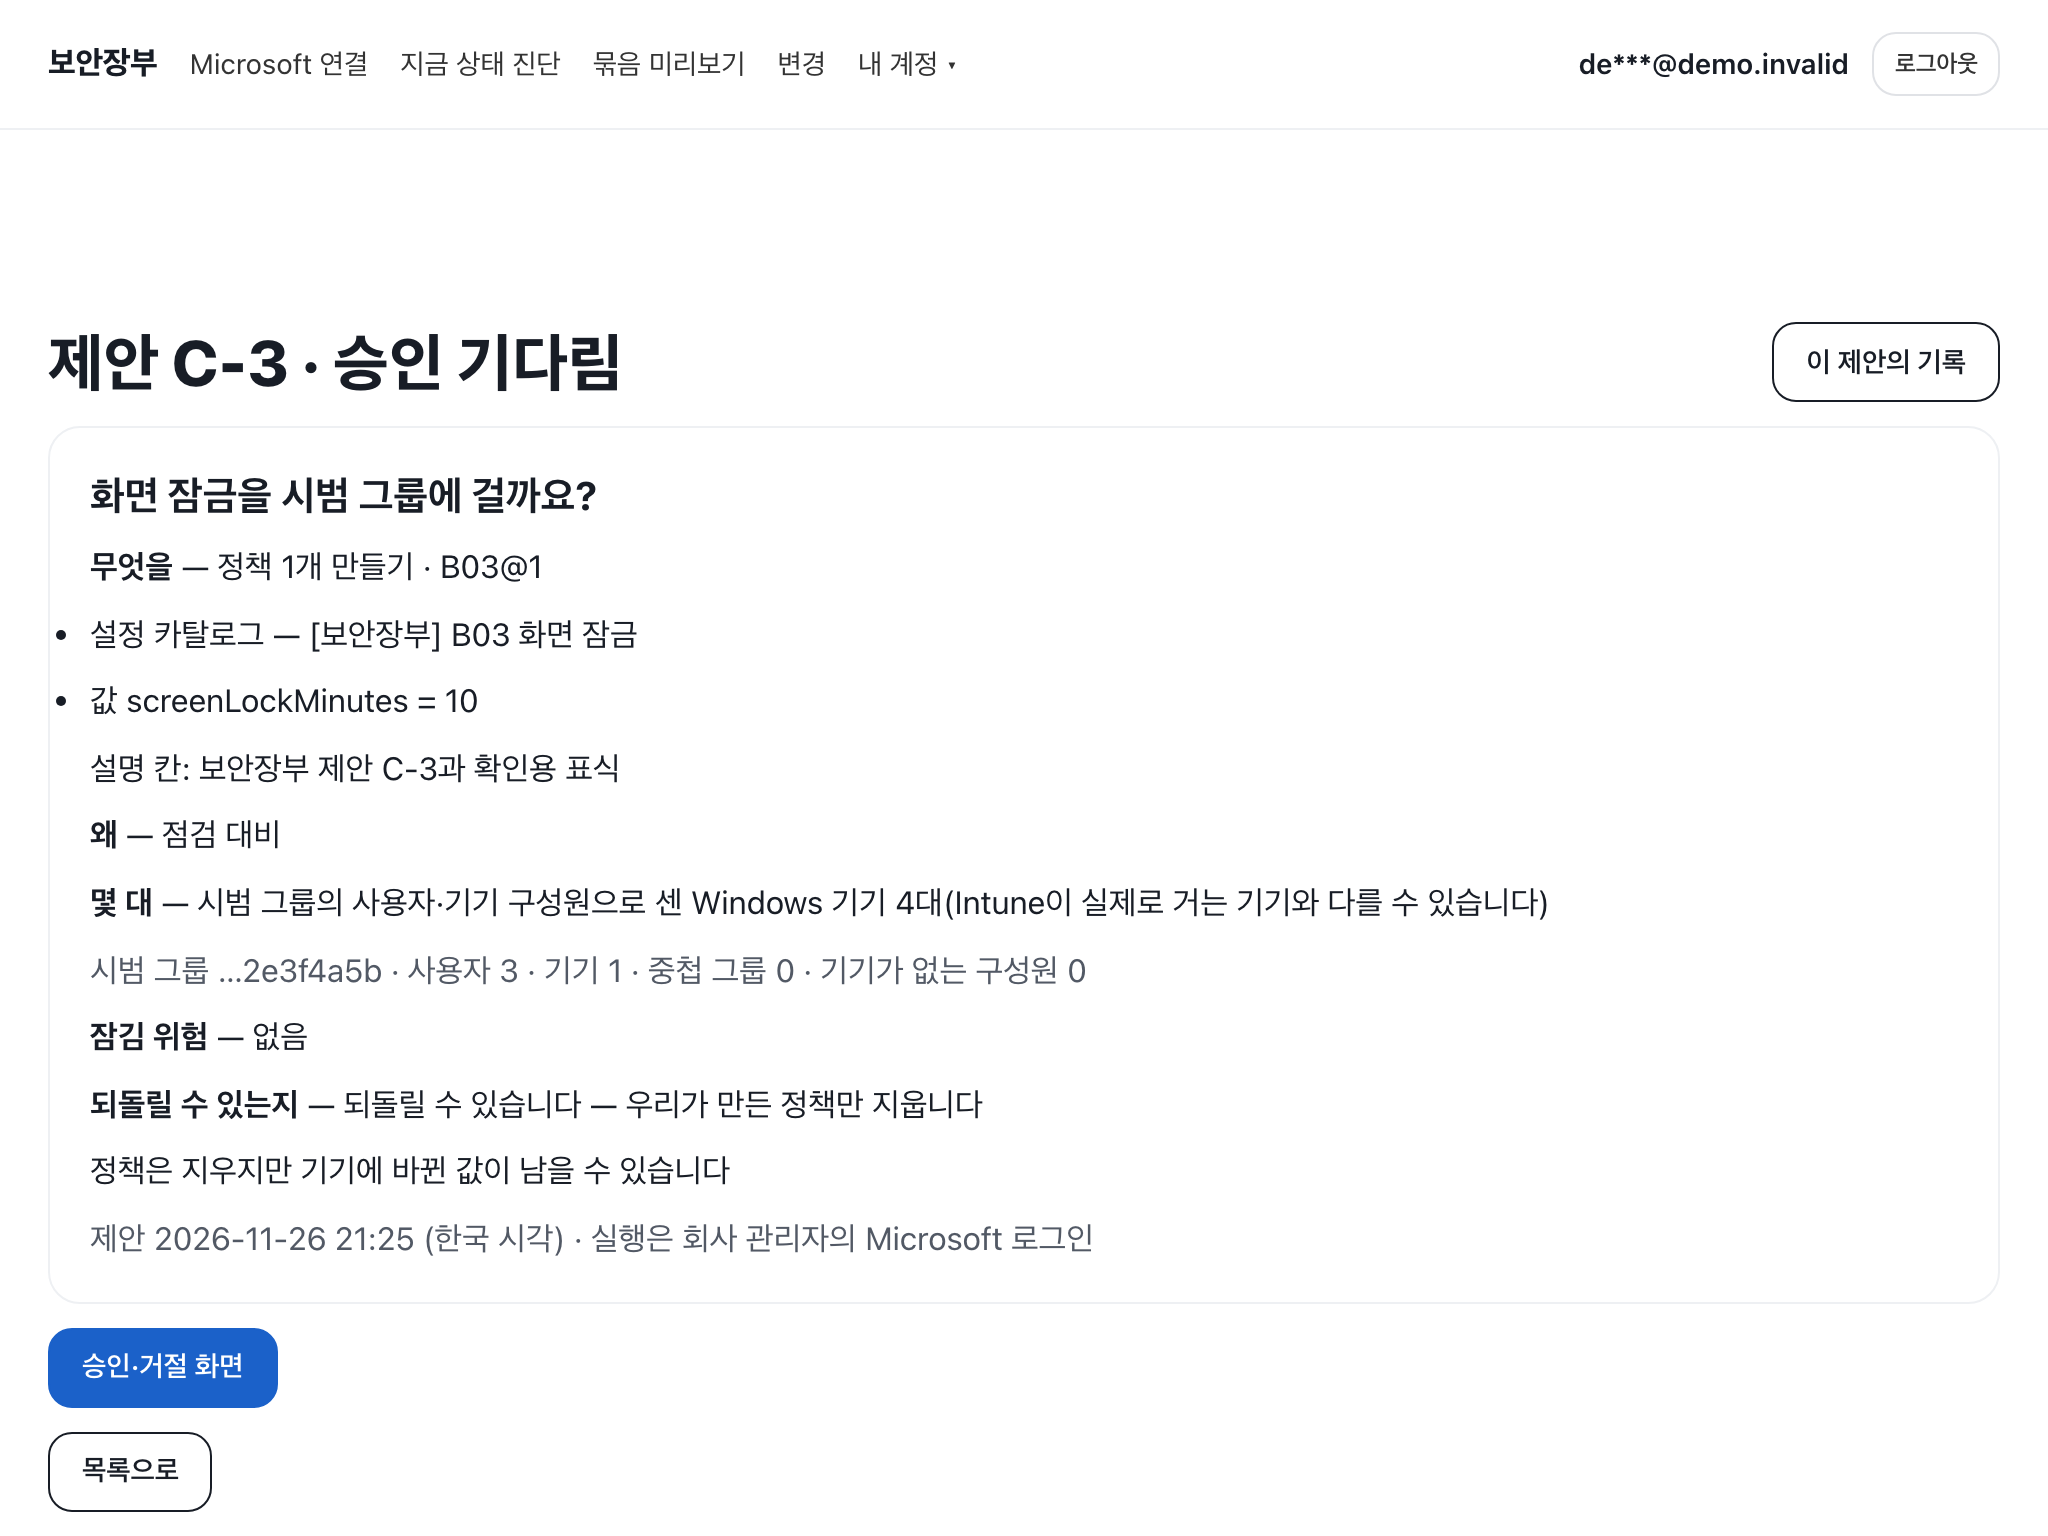 보안장부 Microsoft 연결 지금 상태 진단 묶음 미리보기 변경 내 계정 ▾ de***@demo.invalid 로그아웃
제안 C-3 · 승인 기다림 이 제안의 기록
화면 잠금을 시범 그룹에 걸까요?
무엇을 — 정책 1개 만들기 · B03@1
• 설정 카탈로그 — [보안장부] B03 화면 잠금
• 값 screenLockMinutes = 10
설명 칸: 보안장부 제안 C-3과 확인용 표식
왜 — 점검 대비
몇 대 — 시범 그룹의 사용자·기기 구성원으로 센 Windows 기기 4대(Intune이 실제로 거는 기기와 다를 수 있습니다)
시범 그룹 …2e3f4a5b · 사용자 3 · 기기 1 · 중첩 그룹 0 · 기기가 없는 구성원 0
잠김 위험 — 없음
되돌릴 수 있는지 — 되돌릴 수 있습니다 — 우리가 만든 정책만 지웁니다
정책은 지우지만 기기에 바뀐 값이 남을 수 있습니다
제안 2026-11-26 21:25 (한국 시각) · 실행은 회사 관리자의 Microsoft 로그인
승인·거절 화면
목록으로